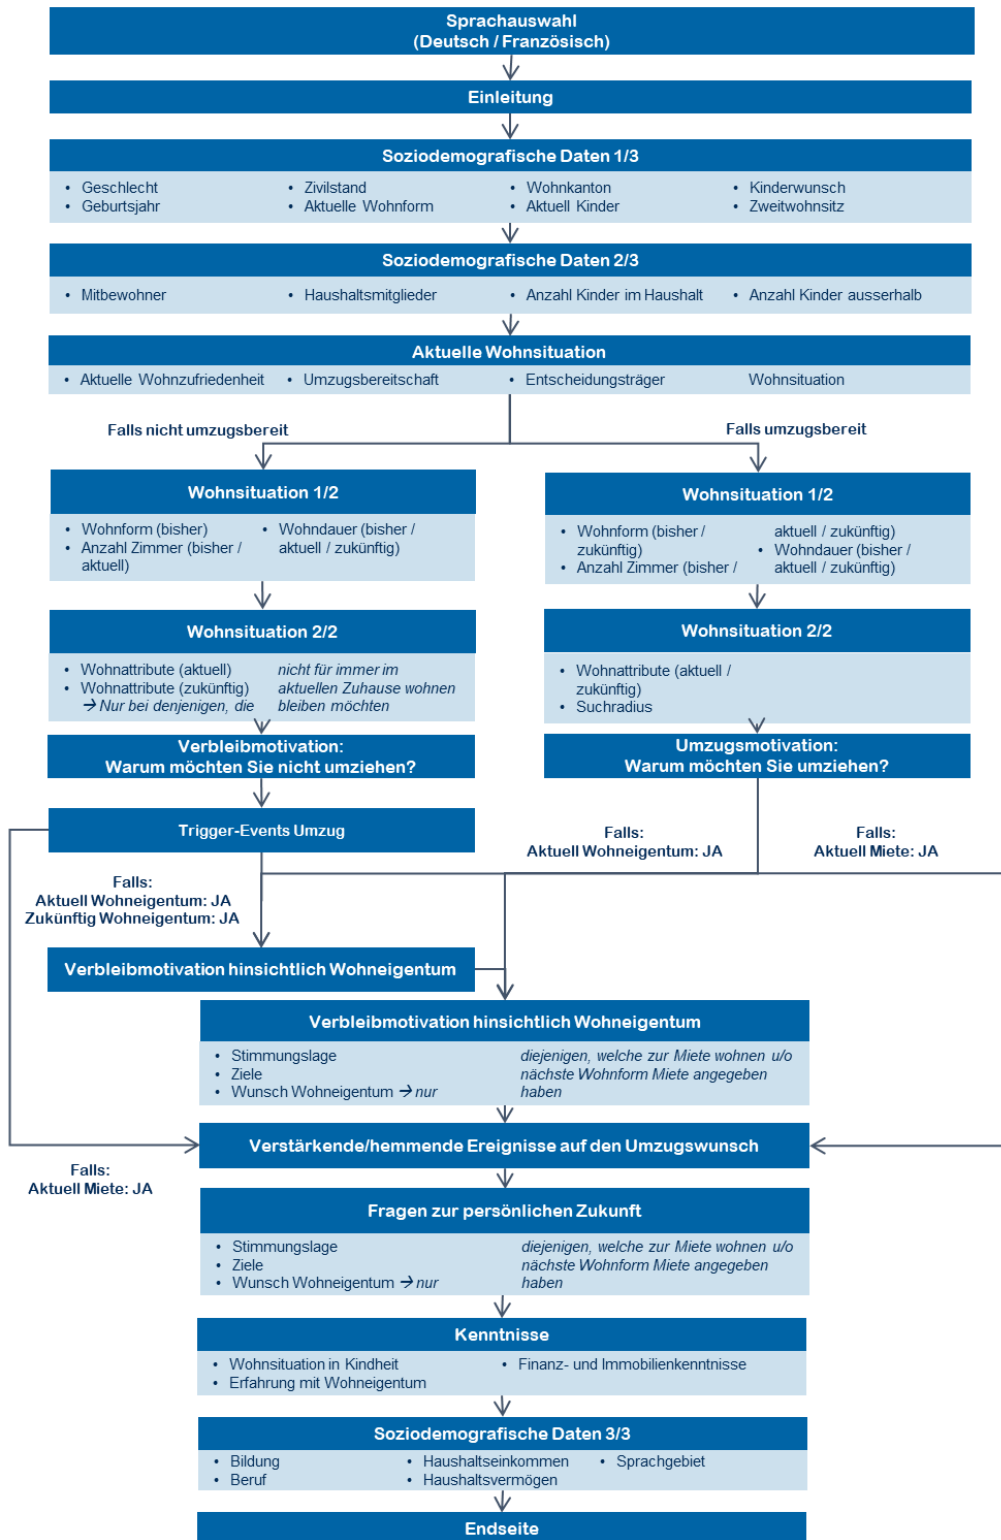 Sprachauswahl
(Deutsch / Französisch)
Einleitung
Soziodemografische Daten 1/3
• Geschlecht
• Geburtsjahr
• Zivilstand
• Aktuelle Wohnform
• Wohnkanton
• Aktuell Kinder
• Kinderwunsch
• Zweitwohnsitz
Soziodemografische Daten 2/3
• Mitbewohner
• Haushaltsmitglieder
• Anzahl Kinder im Haushalt
• Anzahl Kinder ausserhalb
Aktuelle Wohnsituation
• Aktuelle Wohnzufriedenheit
• Umzugsbereitschaft
• Entscheidungsträger
Wohnsituation
Falls nicht umzugsbereit
Falls umzugsbereit
Wohnsituation 1/2
• Wohnform (bisher)
• Anzahl Zimmer (bisher /
aktuell)
• Wohndauer (bisher /
aktuell / zukünftig)
Wohnsituation 1/2
• Wohnform (bisher /
zukünftig)
• Anzahl Zimmer (bisher /
aktuell / zukünftig)
• Wohndauer (bisher /
aktuell / zukünftig)
Wohnsituation 2/2
• Wohnattribute (aktuell)
• Wohnattribute (zukünftig)
→ Nur bei denjenigen, die
nicht für immer im
aktuellen Zuhause wohnen
bleiben möchten
Wohnsituation 2/2
• Wohnattribute (aktuell /
zukünftig)
• Suchradius
Verbleibmotivation:
Warum möchten Sie nicht umziehen?
Umzugsmotivation:
Warum möchten Sie umziehen?
Trigger-Events Umzug
Falls:
Aktuell Wohneigentum: JA
Falls:
Aktuell Miete: JA
Falls:
Aktuell Wohneigentum: JA
Zukünftig Wohneigentum: JA
Verbleibmotivation hinsichtlich Wohneigentum
Verbleibmotivation hinsichtlich Wohneigentum
• Stimmungslage
• Ziele
• Wunsch Wohneigentum → nur
diejenigen, welche zur Miete wohnen u/o
nächste Wohnform Miete angegeben
haben
Verstärkende/hemmende Ereignisse auf den Umzugswunsch
Falls:
Aktuell Miete: JA
Fragen zur persönlichen Zukunft
• Stimmungslage
• Ziele
• Wunsch Wohneigentum → nur
diejenigen, welche zur Miete wohnen u/o
nächste Wohnform Miete angegeben
haben
Kenntnisse
• Wohnsituation in Kindheit
• Erfahrung mit Wohneigentum
• Finanz- und Immobilienkenntnisse
Soziodemografische Daten 3/3
• Bildung
• Beruf
• Haushaltseinkommen
• Haushaltsvermögen
• Sprachgebiet
Endseite